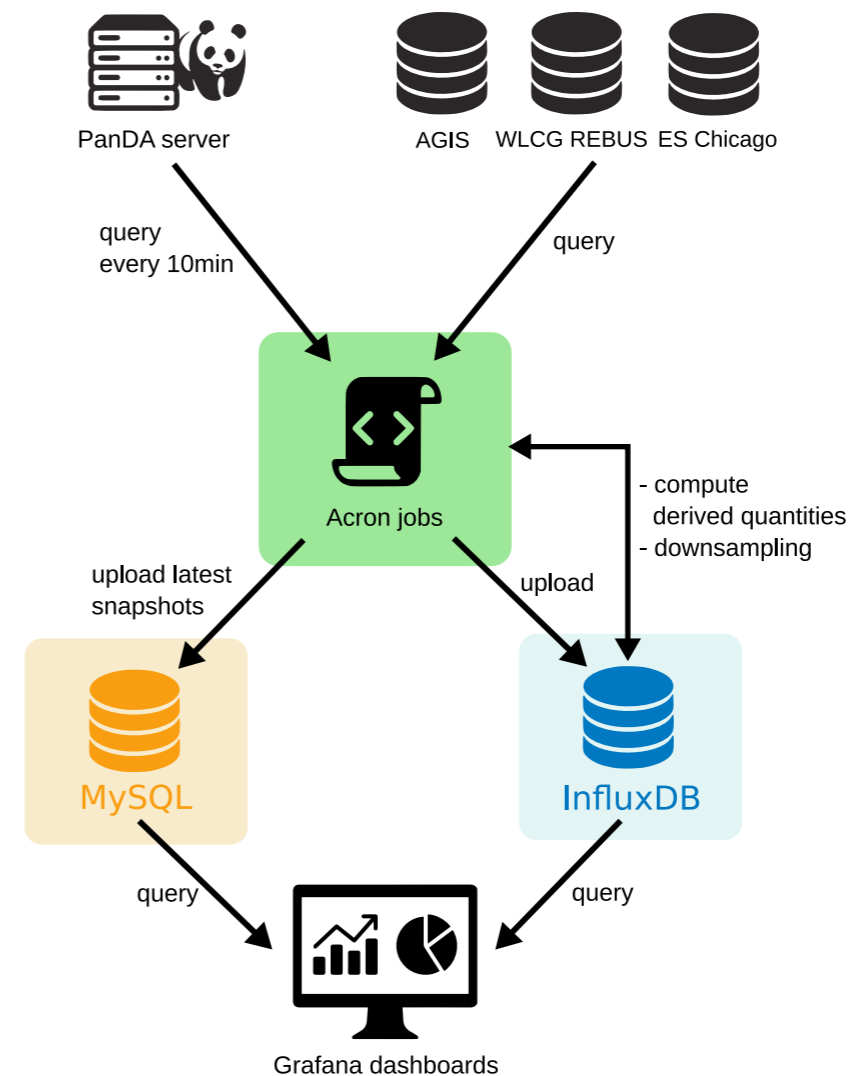 PanDA server
AGIS
WLCG REBUS
ES Chicago
query
every 10min
query
Acron jobs
- compute
derived quantities
- downsampling
upload latest
snapshots
upload
MySQL
InfluxDB
query
query
Grafana dashboards